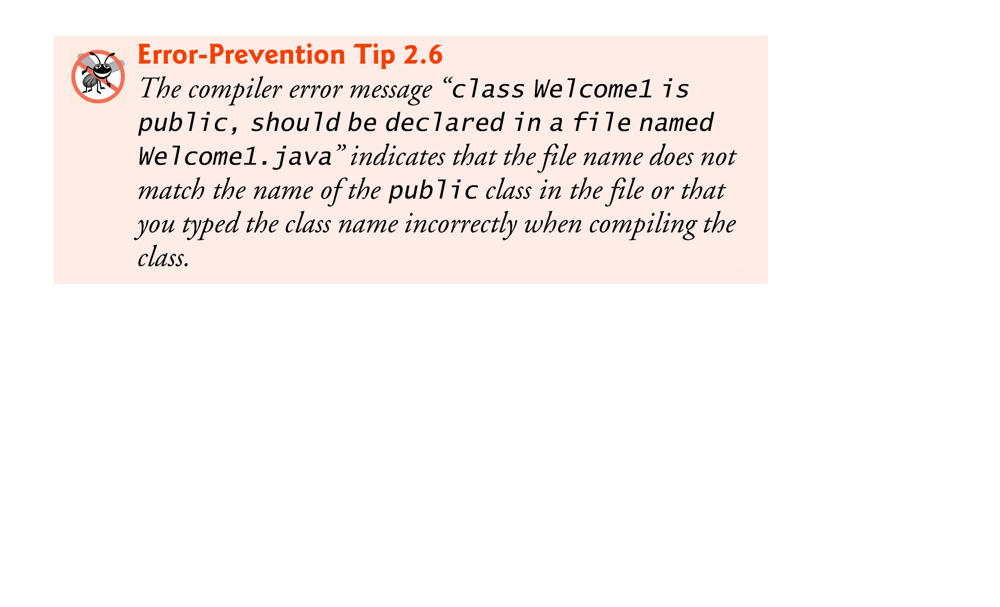 Error-Prevention Tip 2.6
The compiler error message “class Welcome1 is
public, should be declared in a file named
Welcome1.java” indicates that the file name does not
match the name of the public class in the file or that
you typed the class name incorrectly when compiling the
class.